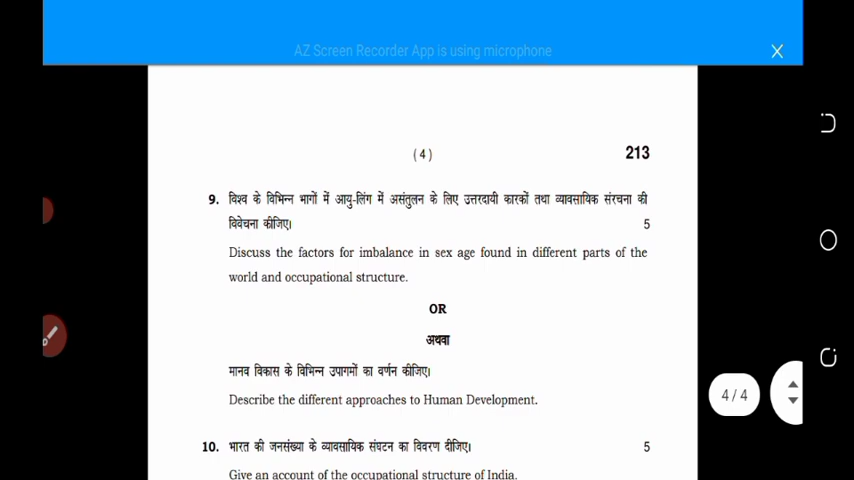 AZ Screen Recorder App is using microphone
(4) 213
9. विश्व के विभिन्न भागों में आयु-लिंग में असंतुलन के लिए उत्तरदायी कारकों तथा व्यावसायिक संरचना की
विवेचना कीजिए। 5
Discuss the factors for imbalance in sex age found in different parts of the
world and occupational structure.
OR
अथवा
मानव विकास के विभिन्न उपागमों का वर्णन कीजिए।
Describe the different approaches to Human Development.
4/4
10. भारत की जनसंख्या के व्यावसायिक संघटन का विवरण दीजिए। 5
Give an account of the occupational structure of India.